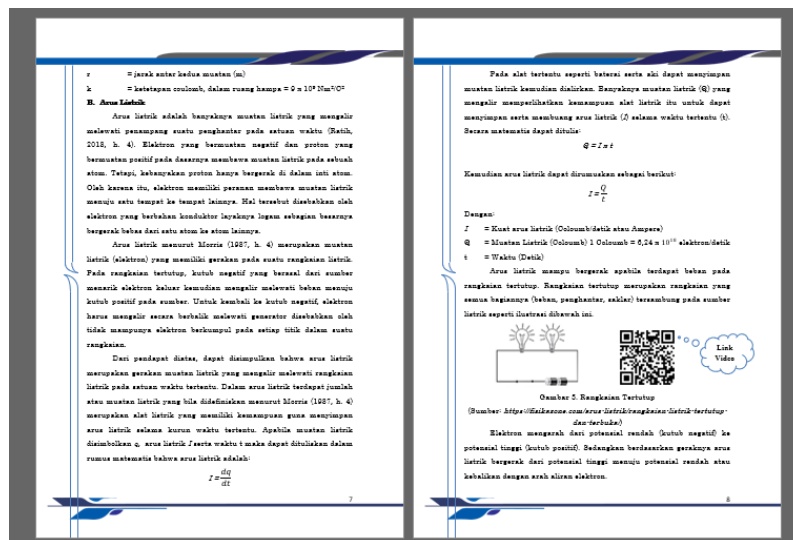 r = jarak antar kedua muatan (m)
k = ketetapan coulomb, dalam ruang hampa = 9 x 10⁹ Nm²/C²
B. Arus Listrik
Arus listrik adalah banyaknya muatan listrik yang mengalir
melewati penampang suatu penghantar pada satuan waktu (Ratih,
2018, h. 4). Elektron yang bermuatan negatif dan proton yang
bermuatan positif pada dasarnya membawa muatan listrik pada sebuah
atom. Tetapi, kebanyakan proton hanya bergerak di dalam inti atom.
Oleh karena itu, elektron memiliki peranan membawa muatan listrik
menuju satu tempat ke tempat lainnya. Hal tersebut disebabkan oleh
elektron yang berbahan konduktor layaknya logam sebagian besarnya
bergerak bebas dari satu atom ke atom lainnya.
Arus listrik menurut Morris (1987, h. 4) merupakan muatan
listrik (elektron) yang memiliki gerakan pada suatu rangkaian listrik.
Pada rangkaian tertutup, kutub negatif yang berasal dari sumber
menarik elektron keluar kemudian mengalir melewati beban menuju
kutub positif pada sumber. Untuk kembali ke kutub negatif, elektron
harus mengalir secara berbalik melewati generator disebabkan oleh
tidak mampunya elektron berkumpul pada setiap titik dalam suatu
rangkaian.
Dari pendapat diatas, dapat disimpulkan bahwa arus listrik
merupakan gerakan muatan listrik yang mengalir melewati rangkaian
listrik pada satuan waktu tertentu. Dalam arus listrik terdapat jumlah
atau muatan listrik yang bila didefinisikan menurut Morris (1987, h. 4)
merupakan alat listrik yang memiliki kemampuan guna menyimpan
arus listrik selama kurun waktu tertentu. Apabila muatan listrik
disimbolkan q, arus listrik I serta waktu t maka dapat dituliskan dalam
rumus matematis bahwa arus listrik adalah:
I = dq/dt
7
Pada alat tertentu seperti baterai serta aki dapat menyimpan
muatan listrik kemudian dialirkan. Banyaknya muatan listrik (Q) yang
mengalir memperlihatkan kemampuan alat listrik itu untuk dapat
menyimpan serta membuang arus listrik (I) selama waktu tertentu (t).
Secara matematis dapat ditulis:
Q = I x t
Kemudian arus listrik dapat dirumuskan sebagai berikut:
I = Q/t
Dengan:
I = Kuat arus listrik (Coloumb/detik atau Ampere)
Q = Muatan Listrik (Coloumb) 1 Coloumb = 6,24 x 10¹⁸ elektron/detik
t = Waktu (Detik)
Arus listrik mampu bergerak apabila terdapat beban pada
rangkaian tertutup. Rangkaian tertutup merupakan rangkaian yang
semua bagiannya (beban, penghantar, saklar) tersambung pada sumber
listrik seperti ilustrasi dibawah ini.
Link
Video
Gambar 5. Rangkaian Tertutup
(Sumber: https://fisikazone.com/arus-listrik/rangkaian-listrik-tertutup-
dan-terbuka/)
Elektron mengarah dari potensial rendah (kutub negatif) ke
potensial tinggi (kutub positif). Sedangkan berdasarkan geraknya arus
listrik bergerak dari potensial tinggi menuju potensial rendah atau
kebalikan dengan arah aliran elektron.
8